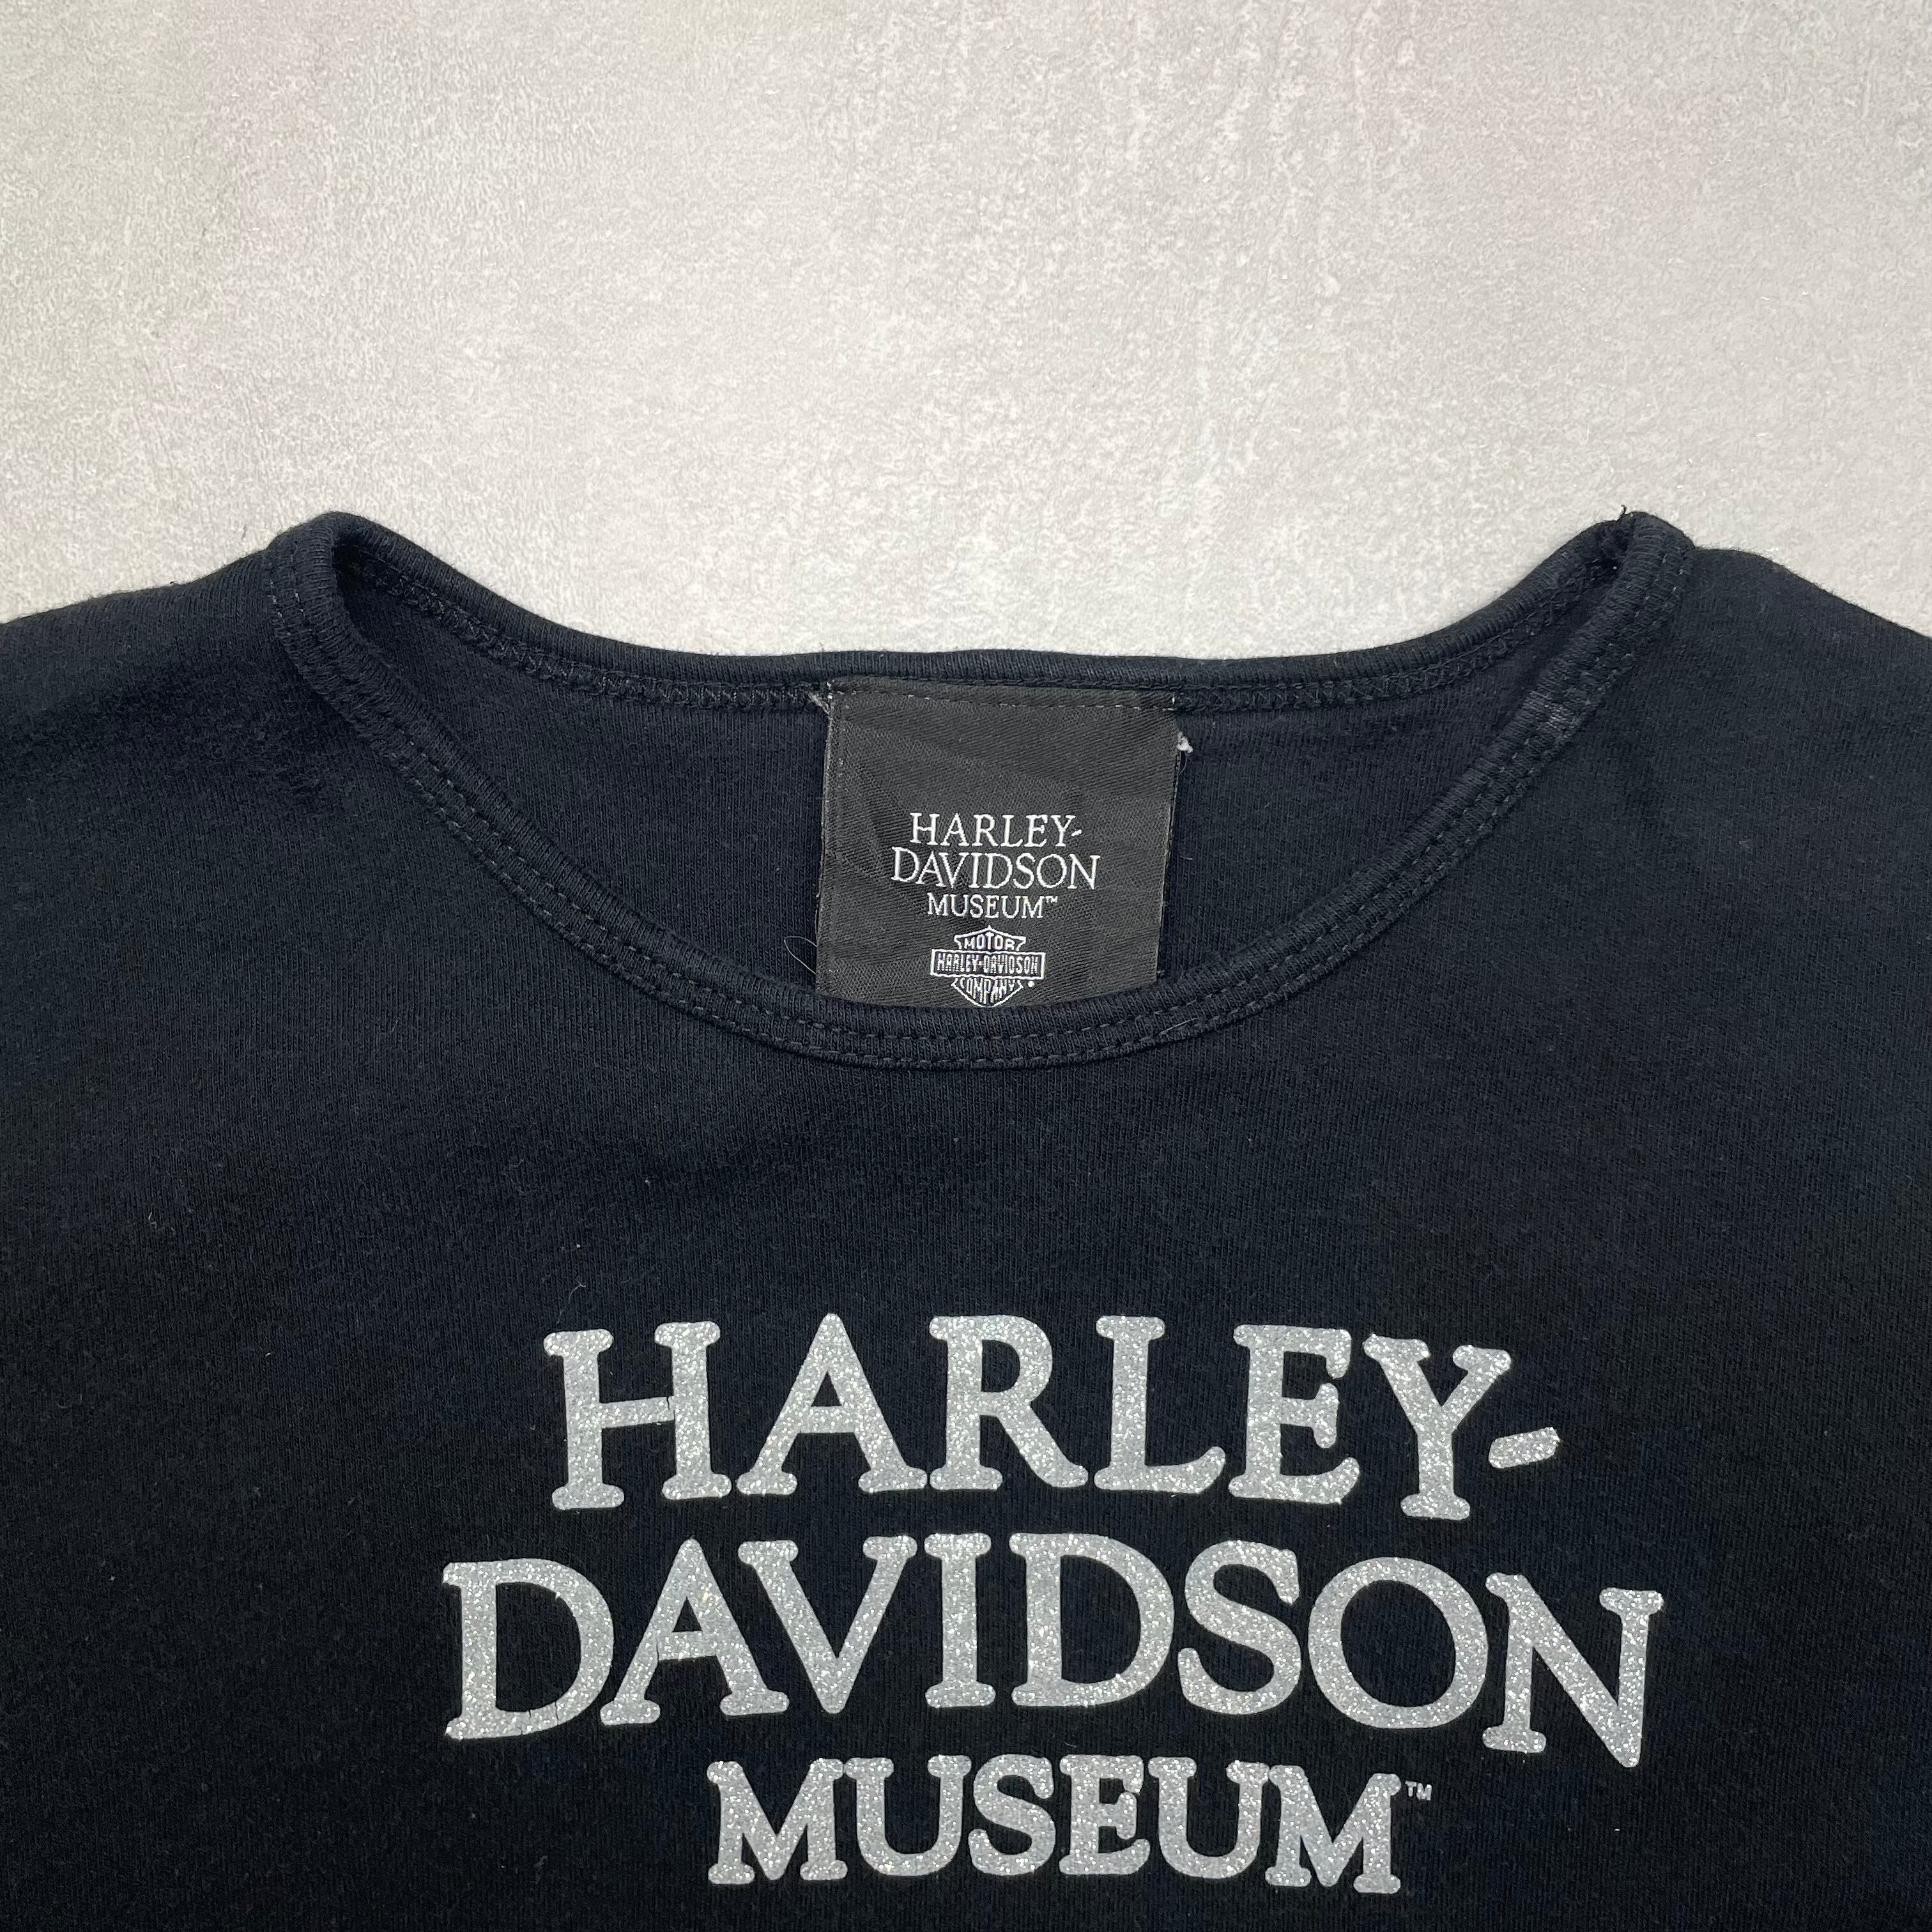 HARLEY-
DAVIDSON
MUSEUM™
MOTOR
HARLEY-DAVIDSON
COMPANY
HARLEY-
DAVIDSON
MUSEUM™